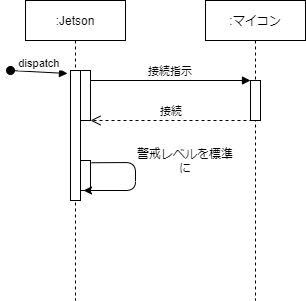 :Jetson
:マイコン
dispatch
接続指示
接続
警戒レベルを標準
に